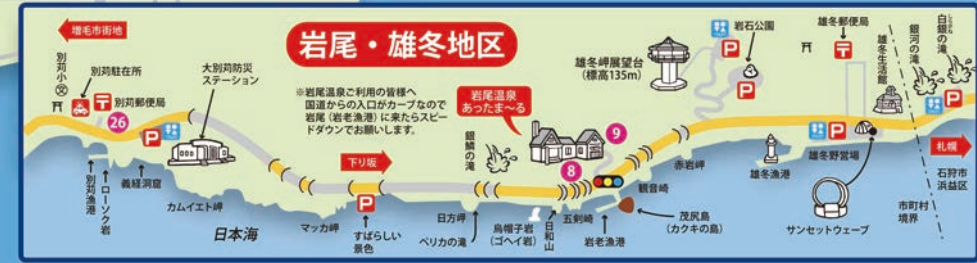 増毛市街地
岩尾・雄冬地区
別苅小
文
別苅駐在所
別苅郵便局
26
P
大別苅防災
ステーション
※岩尾温泉ご利用の皆様へ
国道からの入口がカーブなので
岩尾(岩老漁港)に来たらスピー
ドダウンでお願いします。
岩尾温泉
あったま~る
銀鱗の滝
8
9
雄冬岬展望台
(標高135m)
岩石公園
P
P
雄冬郵便局
P
雄冬生活館
銀河の滝
白銀の滝
しらがね
P
下り坂
札幌
別苅漁港
ローソク岩
義経洞窟
カムイエト岬
日本海
マッカ岬
P
すばらしい
景色
日方岬
ベリカの滝
烏帽子岩
(ゴヘイ岩)
日和山
五剣崎
岩老漁港
観音崎
茂尻島
(カクキの島)
赤岩岬
雄冬漁港
P
雄冬野営場
サンセットウェーブ
市町村
境界
石狩市
浜益区